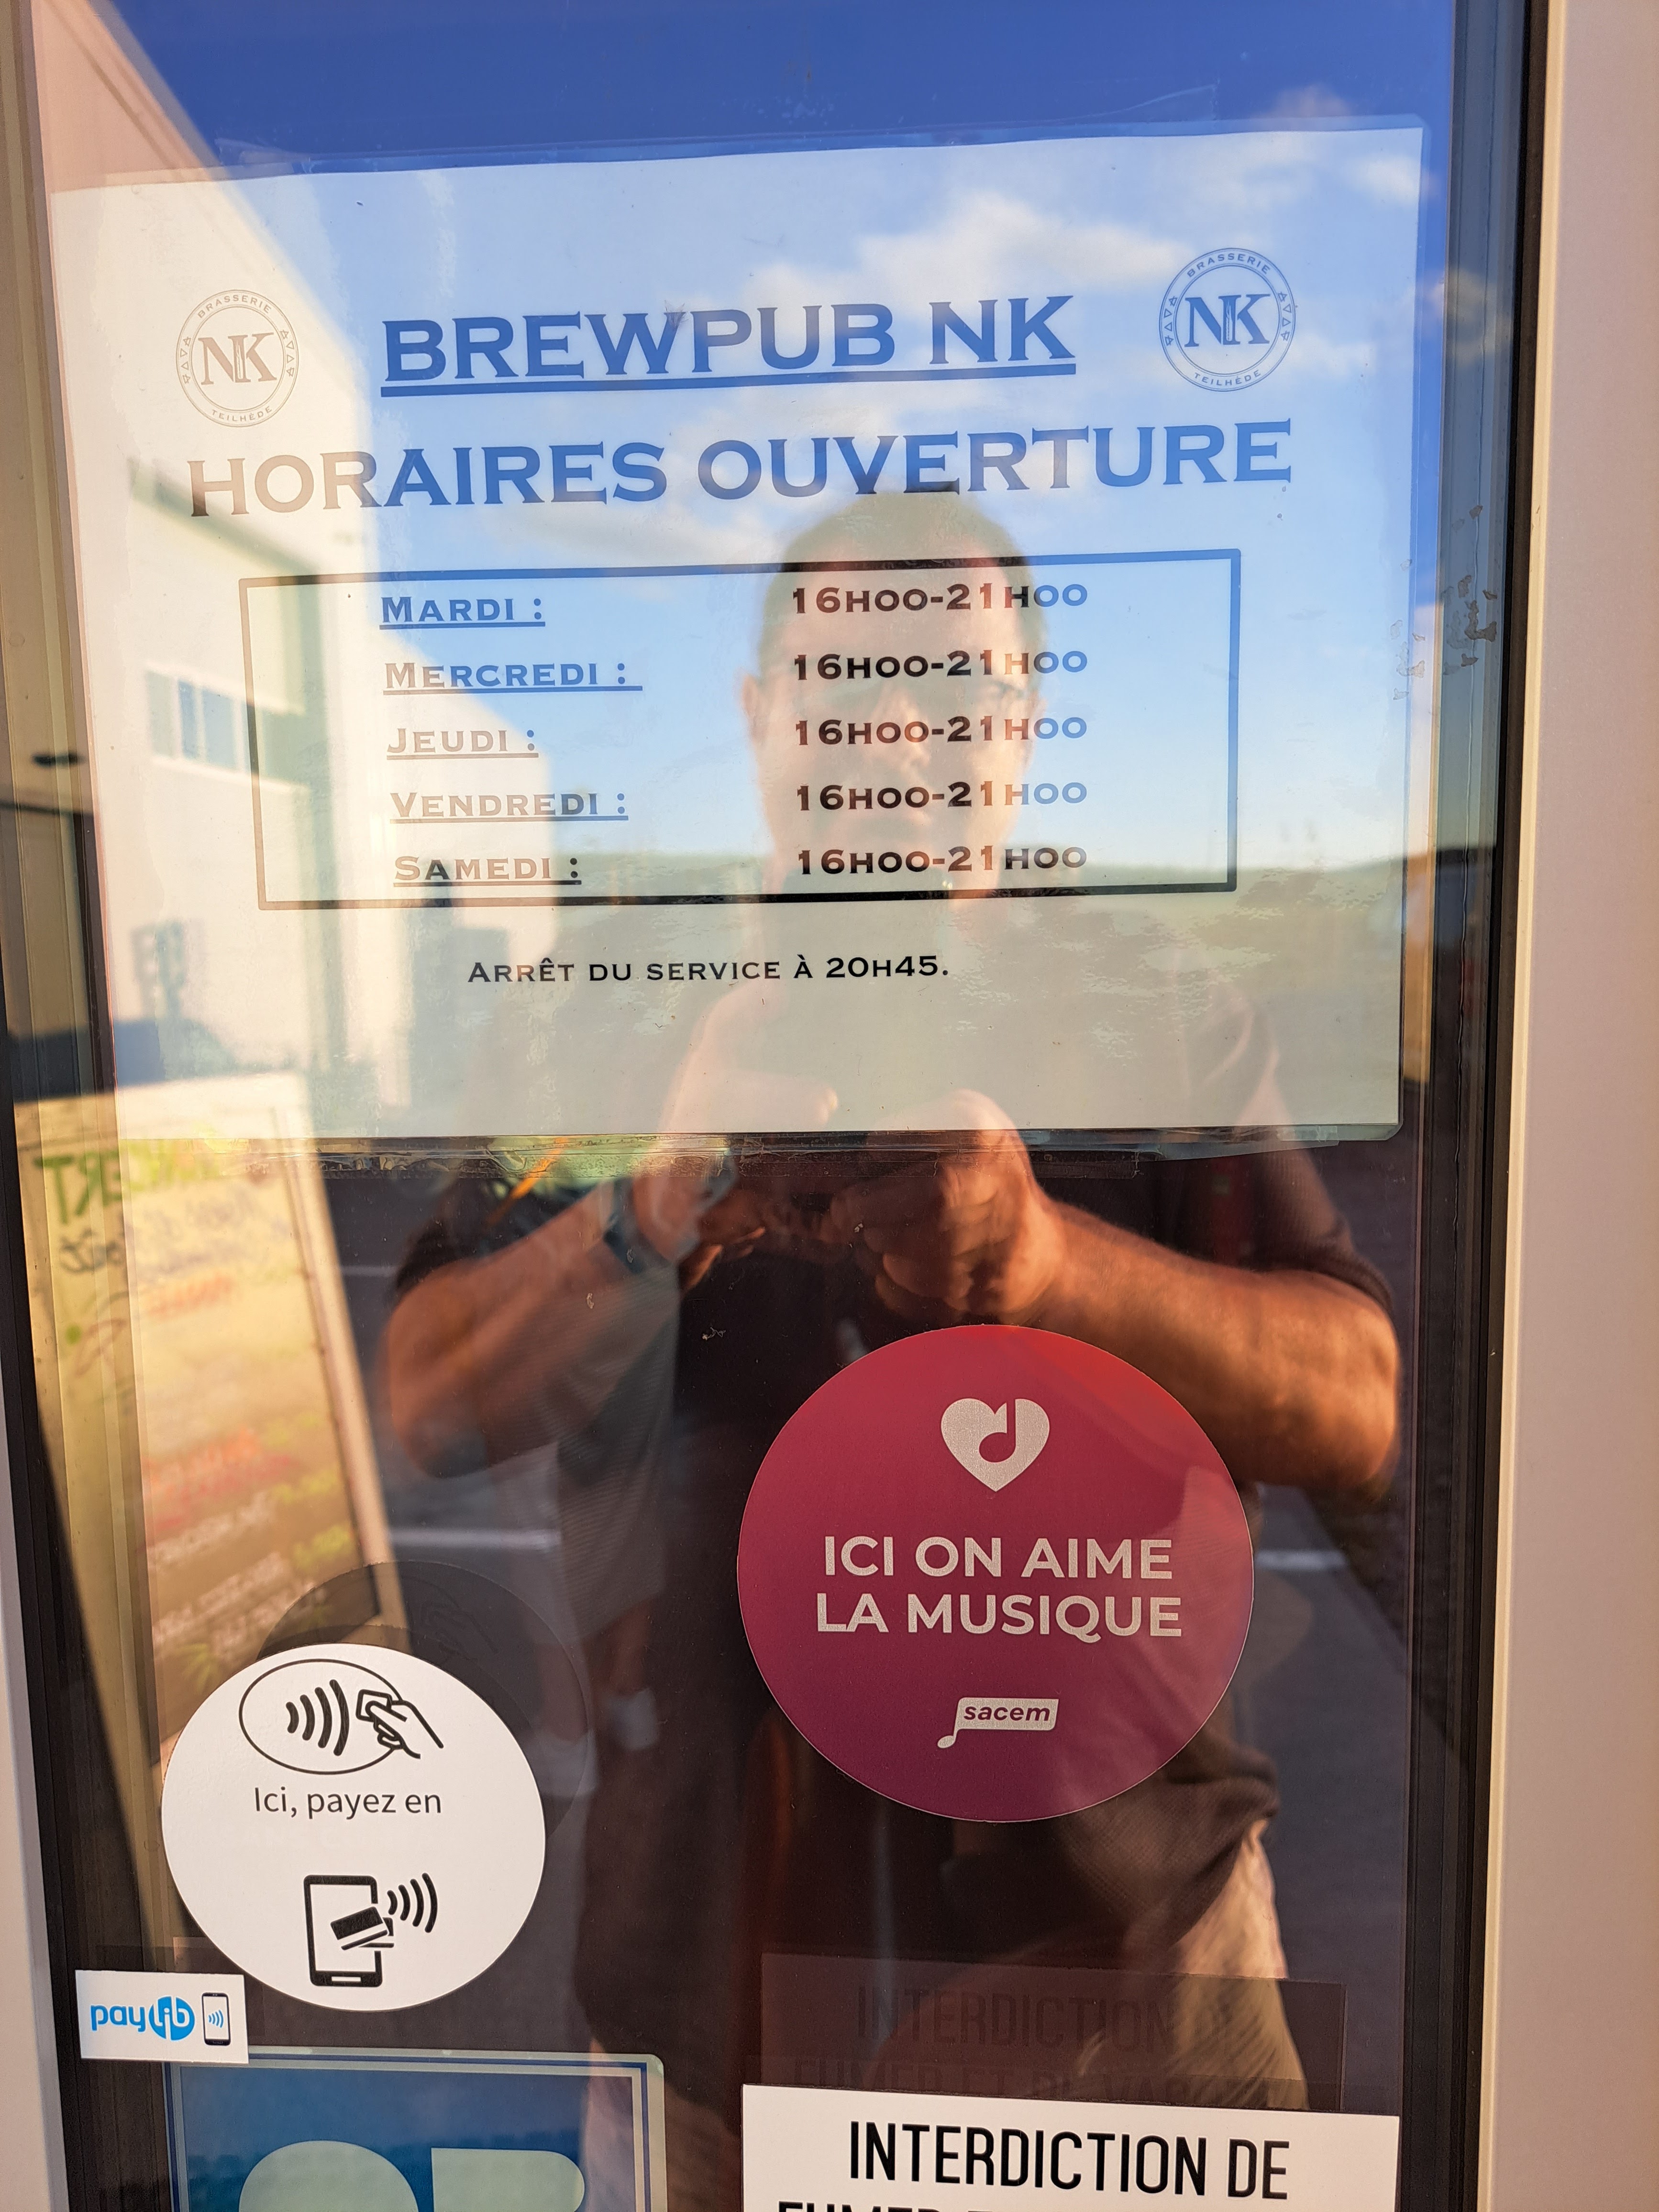 BRASSERIE
NK
TEILHÈDE
BREWPUB NK
BRASSERIE
NK
TEILHÈDE
HORAIRES OUVERTURE
MARDI : 16H00-21H00
MERCREDI : 16H00-21H00
JEUDI : 16H00-21H00
VENDREDI : 16H00-21H00
SAMEDI : 16H00-21H00
ARRÊT DU SERVICE À 20H45.
ICI ON AIME
LA MUSIQUE
sacem
Ici, payez en
paylib
INTERDICTION DE
INTERDICTION DE